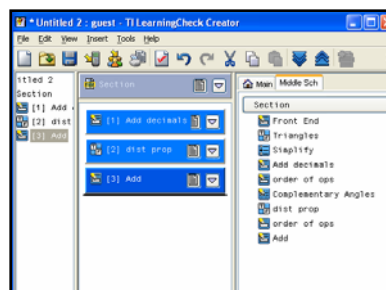 * Untitled 2 : guest - TI LearningCheck Creator
File Edit View Insert Tools Help
itled 2
Section
[1] Add
[2] dist
[3] Add
Section
[1] Add decimals
[2] dist prop
[3] Add
Main Middle Sch
Section
Front End
Triangles
Simplify
Add decimals
order of ops
Complementary Angles
dist prop
order of ops
Add